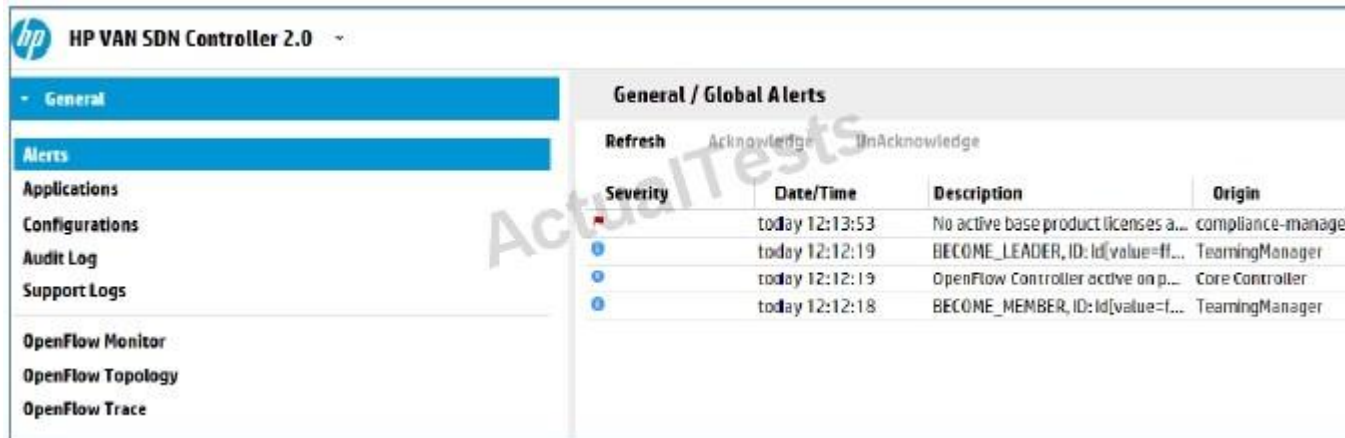 hp HP VAN SDN Controller 2.0
General
General / Global Alerts
Refresh Acknowledge UnAcknowledge
Alerts
Applications
Configurations
Audit Log
Support Logs
OpenFlow Monitor
OpenFlow Topology
OpenFlow Trace
Severity Date/Time Description Origin
today 12:13:53 No active base product licenses a... compliance-manage
today 12:12:19 BECOME_LEADER, ID: Id[value=ff... TeamingManager
today 12:12:19 OpenFlow Controller active on p... Core Controller
today 12:12:18 BECOME_MEMBER, ID: Id[value=f... TeamingManager
ActualTests